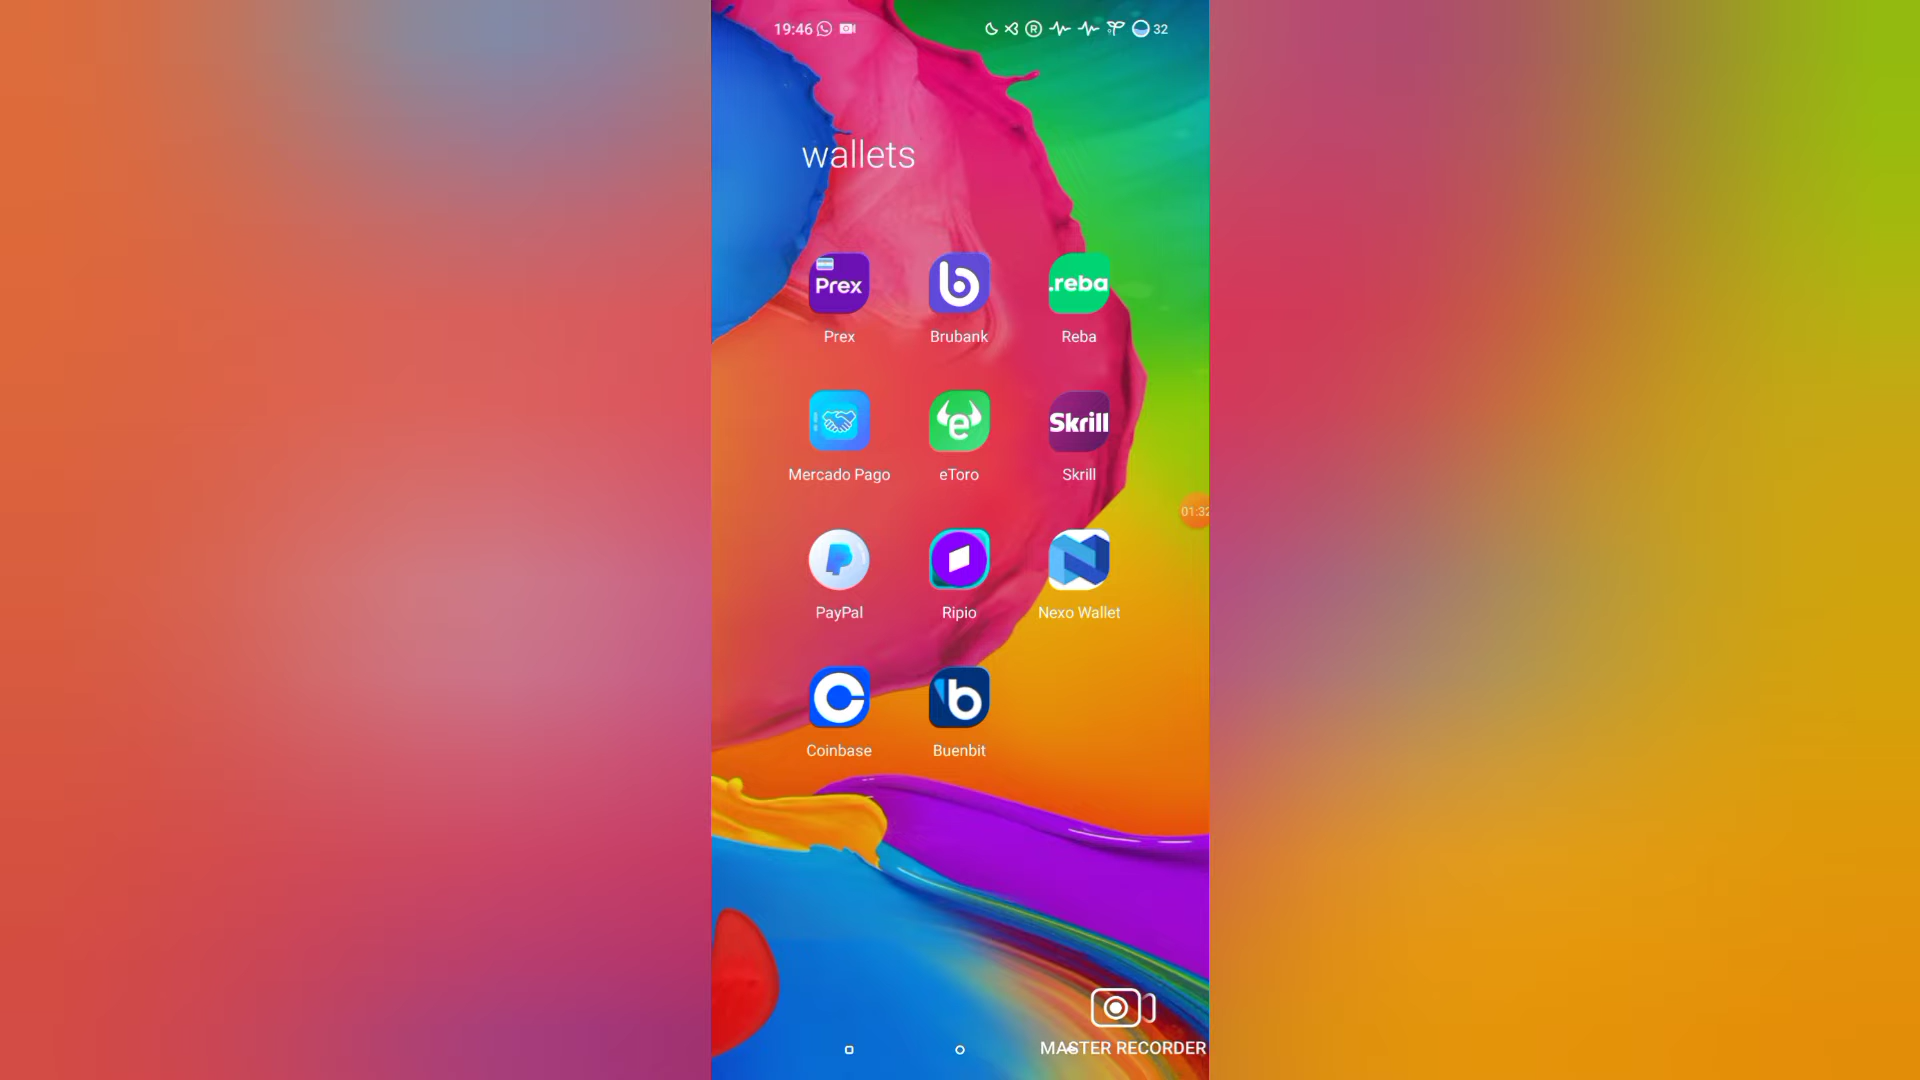 19:46 32
wallets
Prex
.reba
Prex
Brubank
Reba
Skrill
Mercado Pago
eToro
Skrill
01:32
PayPal
Ripio
Nexo Wallet
Coinbase
Buenbit
MASTER RECORDER